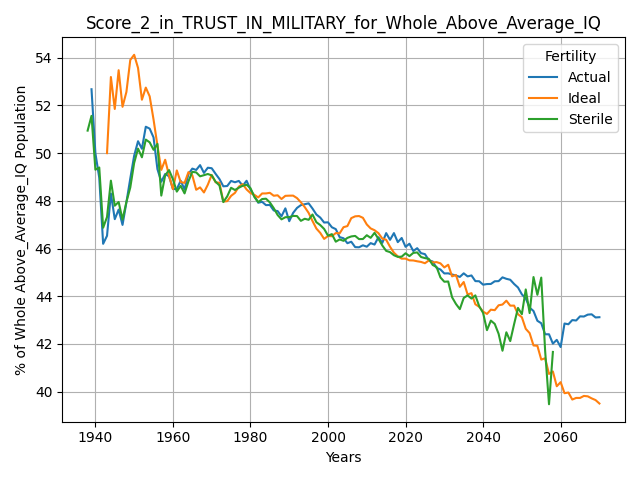 Score_2_in_TRUST_IN_MILITARY_for_Whole_Above_Average_IQ
Fertility
Actual
Ideal
Sterile
% of Whole Above_Average_IQ Population
54
52
50
48
46
44
42
40
1940 1960 1980 2000 2020 2040 2060
Years